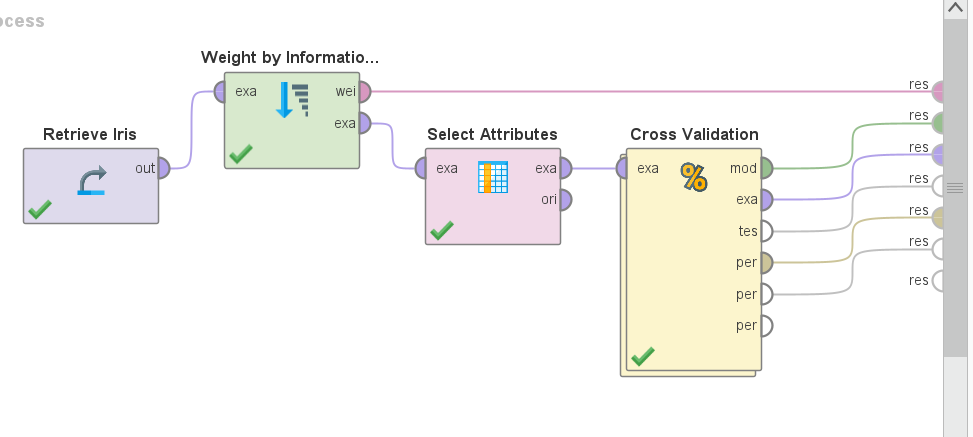 ocess
Weight by Informatio...
exa
wei
exa
Retrieve Iris
out
Select Attributes
exa
exa
ori
Cross Validation
exa
%
mod
exa
tes
per
per
per
res
res
res
res
res
res
res